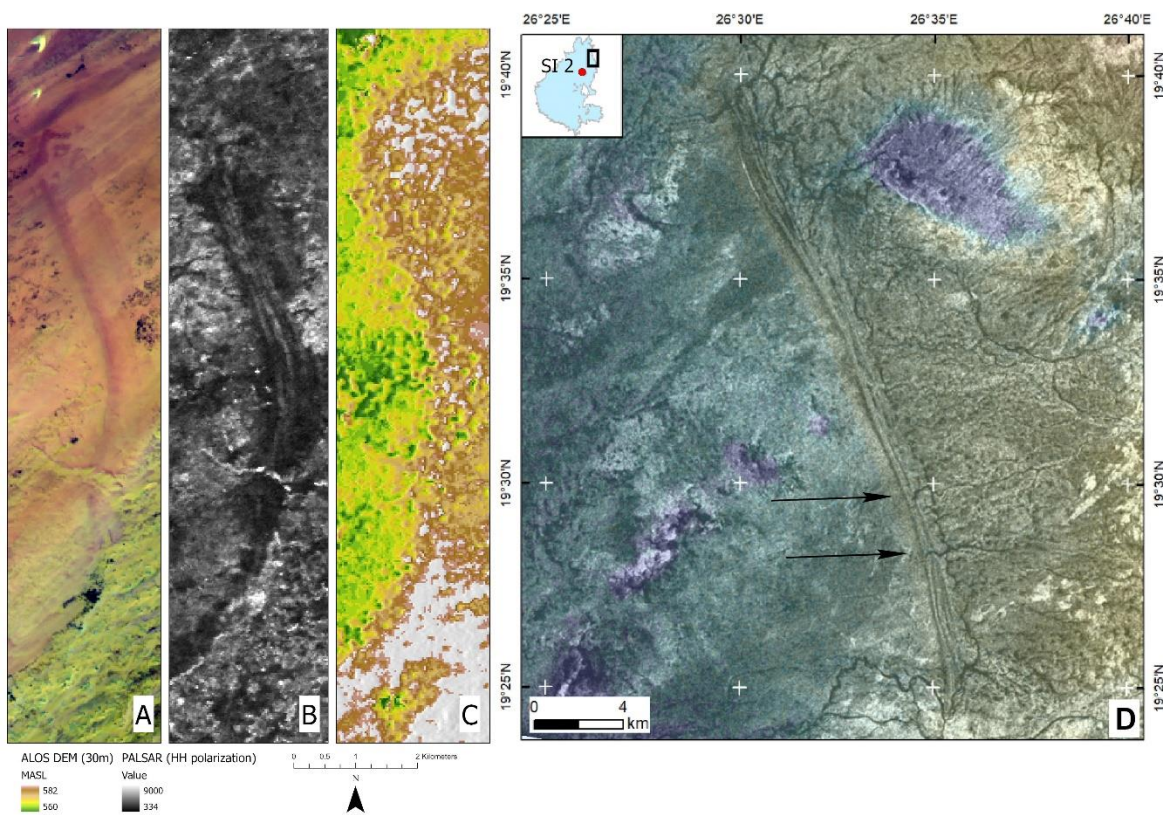 26°25'E 26°30'E 26°35'E 26°40'E
SI 2
19°40'N 19°40'N
19°35'N 19°35'N
19°30'N 19°30'N
19°25'N 19°25'N
0 4
km
A B C D
ALOS DEM (30m) PALSAR (HH polarization)
MASL Value
582 9000
560 334
0 0.5 1 2 Kilometers
N